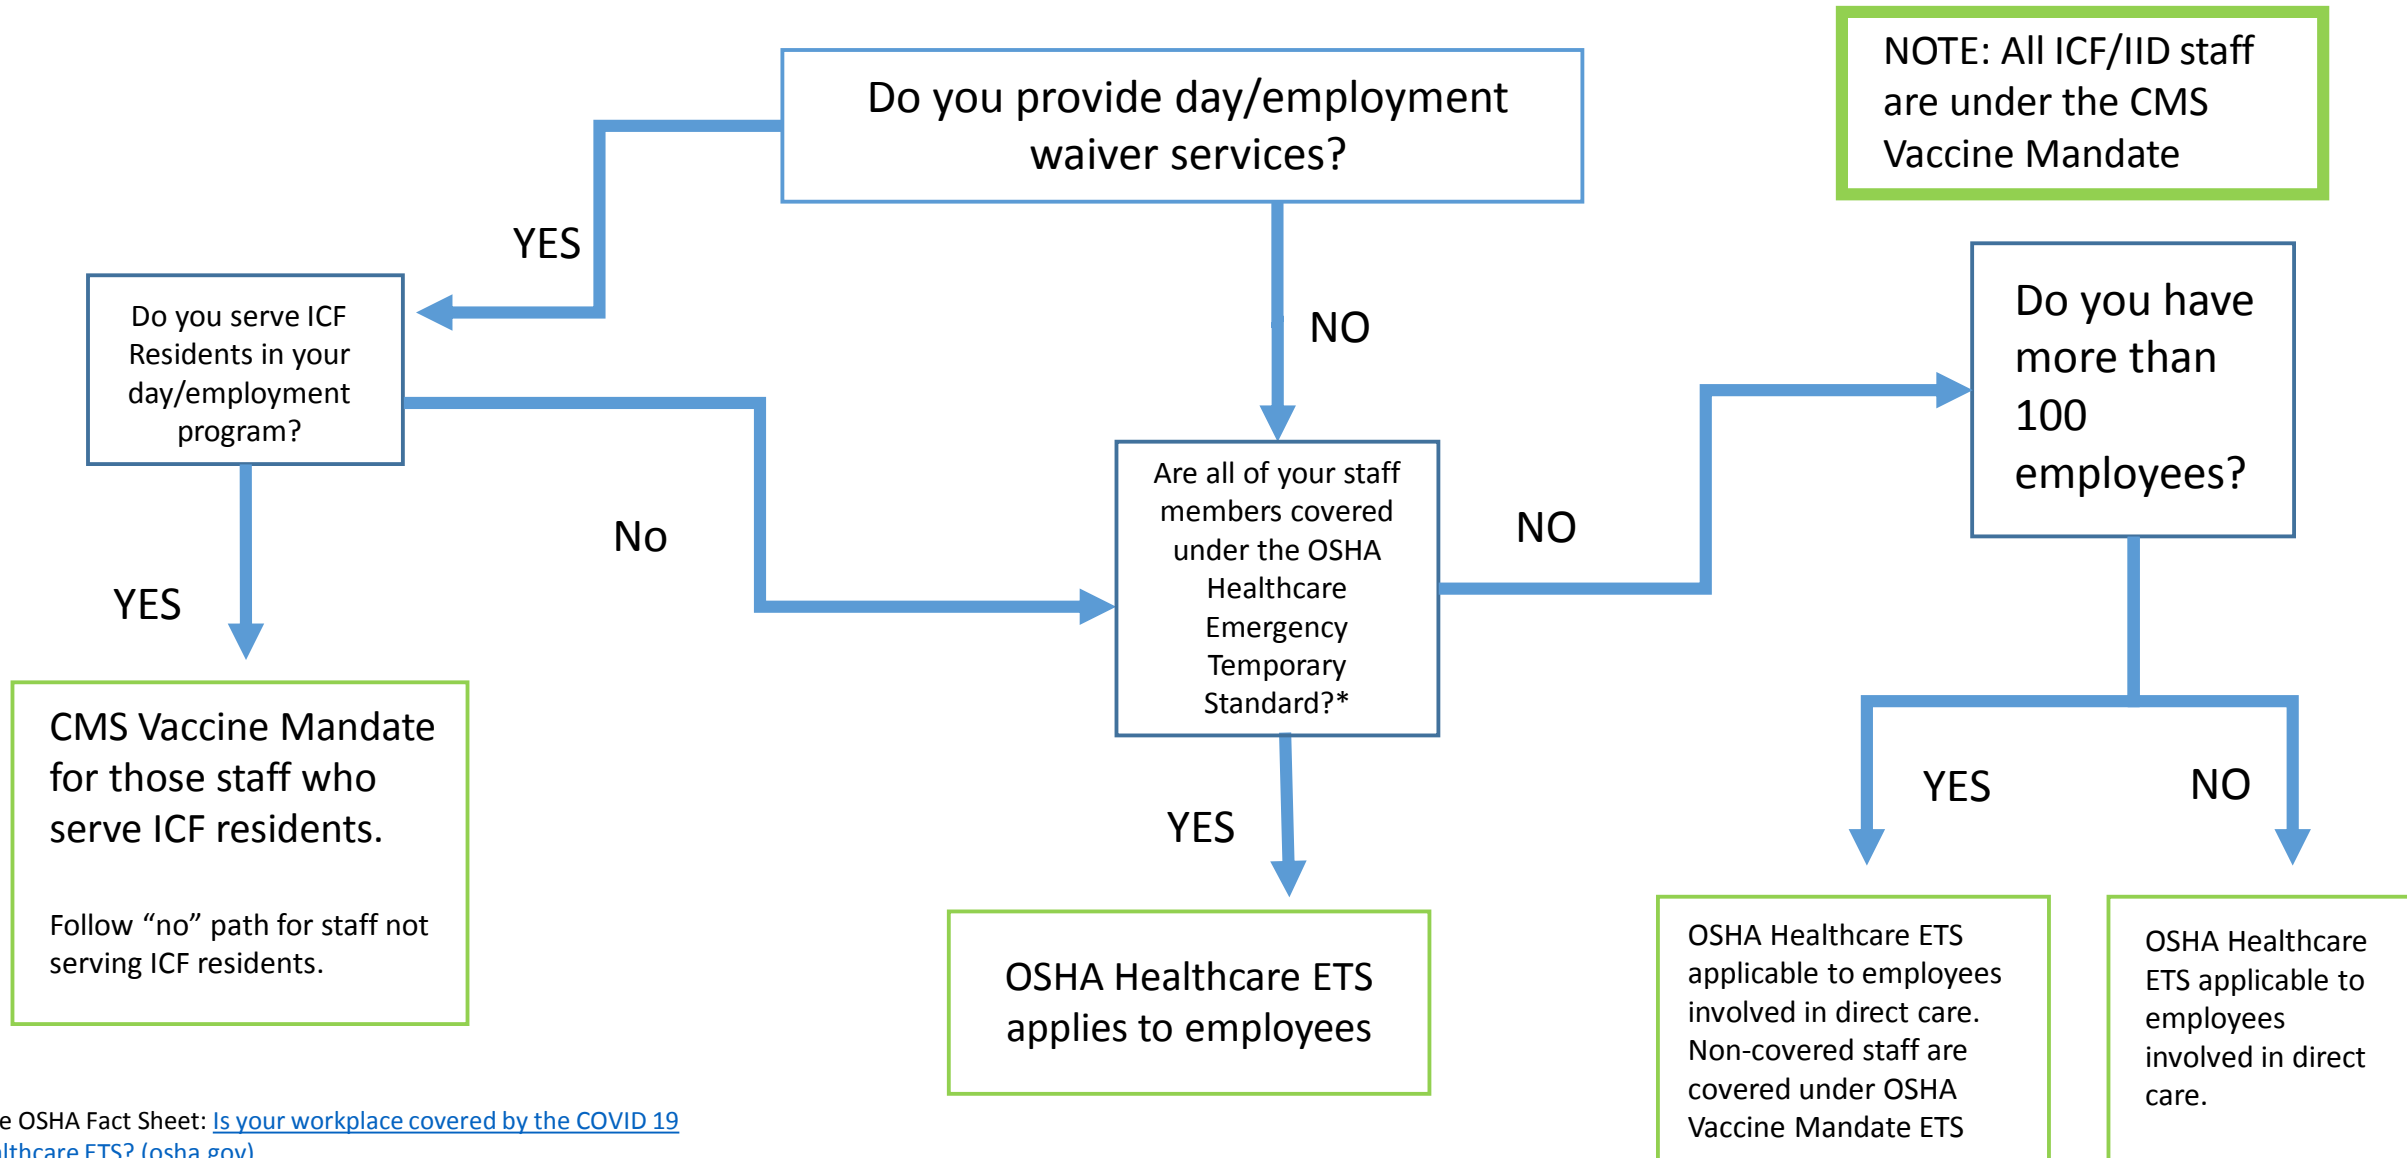 Do you provide day/employment
waiver services?
NOTE: All ICF/IID staff
are under the CMS
Vaccine Mandate
YES
NO
Do you serve ICF
Residents in your
day/employment
program?
Do you have
more than
100
employees?
No
Are all of your staff
members covered
under the OSHA
Healthcare
Emergency
Temporary
Standard?*
NO
YES
CMS Vaccine Mandate
for those staff who
serve ICF residents.
Follow “no” path for staff not
serving ICF residents.
YES
OSHA Healthcare ETS
applies to employees
YES
NO
OSHA Healthcare ETS
applicable to employees
involved in direct care.
Non-covered staff are
covered under OSHA
Vaccine Mandate ETS
OSHA Healthcare
ETS applicable to
employees
involved in direct
care.
OSHA Fact Sheet: Is your workplace covered by the COVID 19
ETS? (osha.gov)